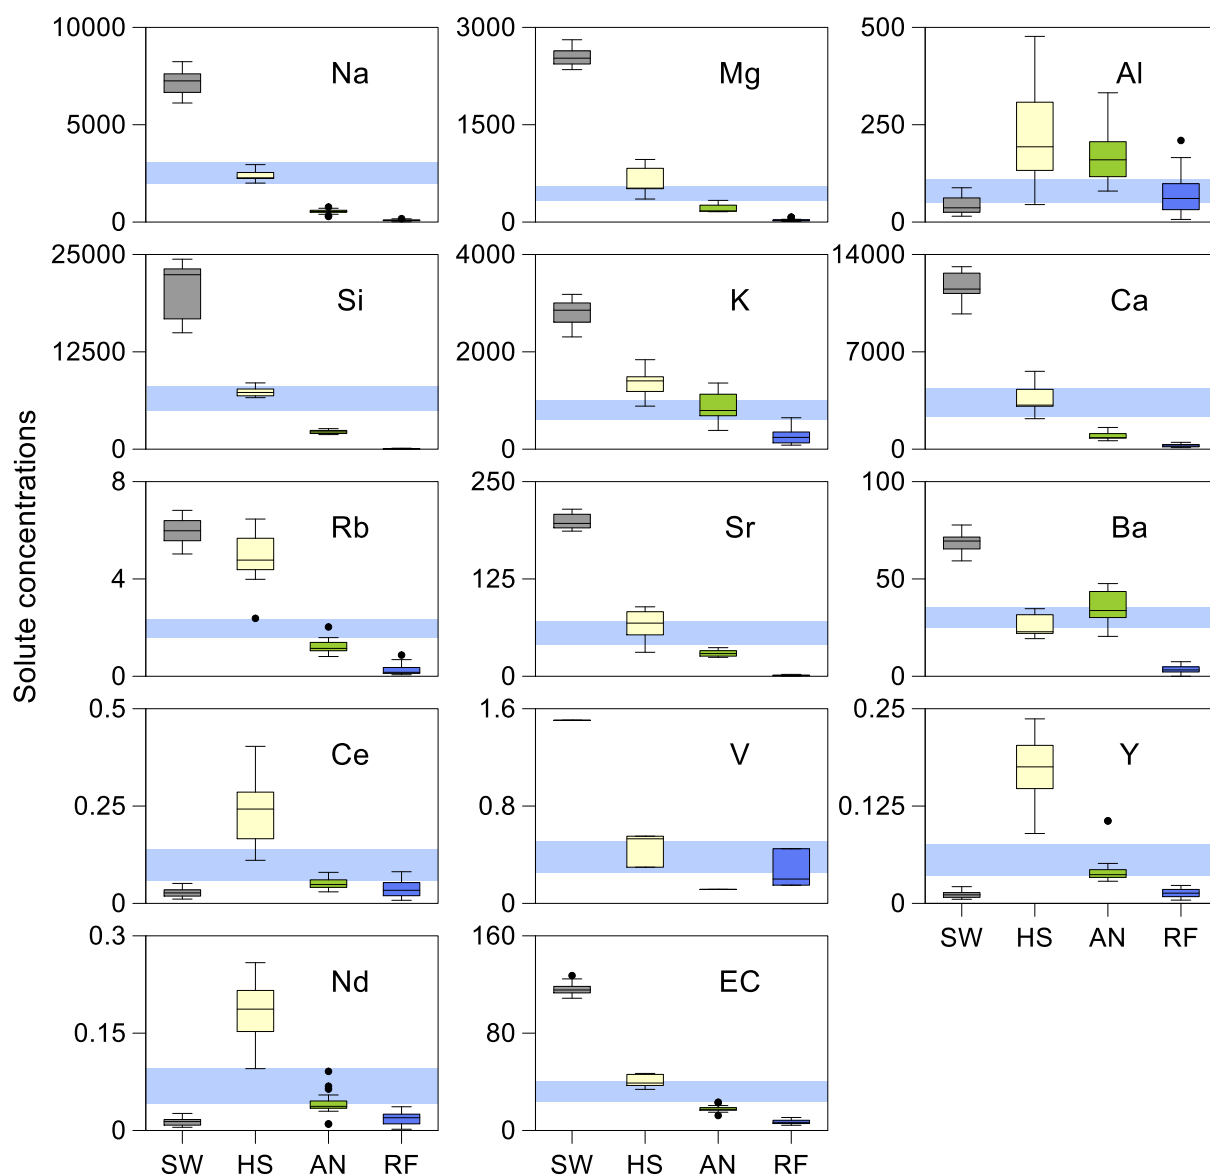 Solute concentrations
10000
5000
0
Na
3000
1500
0
Mg
500
250
0
Al
25000
12500
0
Si
4000
2000
0
K
14000
7000
0
Ca
8
4
0
Rb
250
125
0
Sr
100
50
0
Ba
0.5
0.25
0
Ce
1.6
0.8
0
V
0.25
0.125
0
Y
SW HS AN RF
0.3
0.15
0
Nd
SW HS AN RF
160
80
0
EC
SW HS AN RF